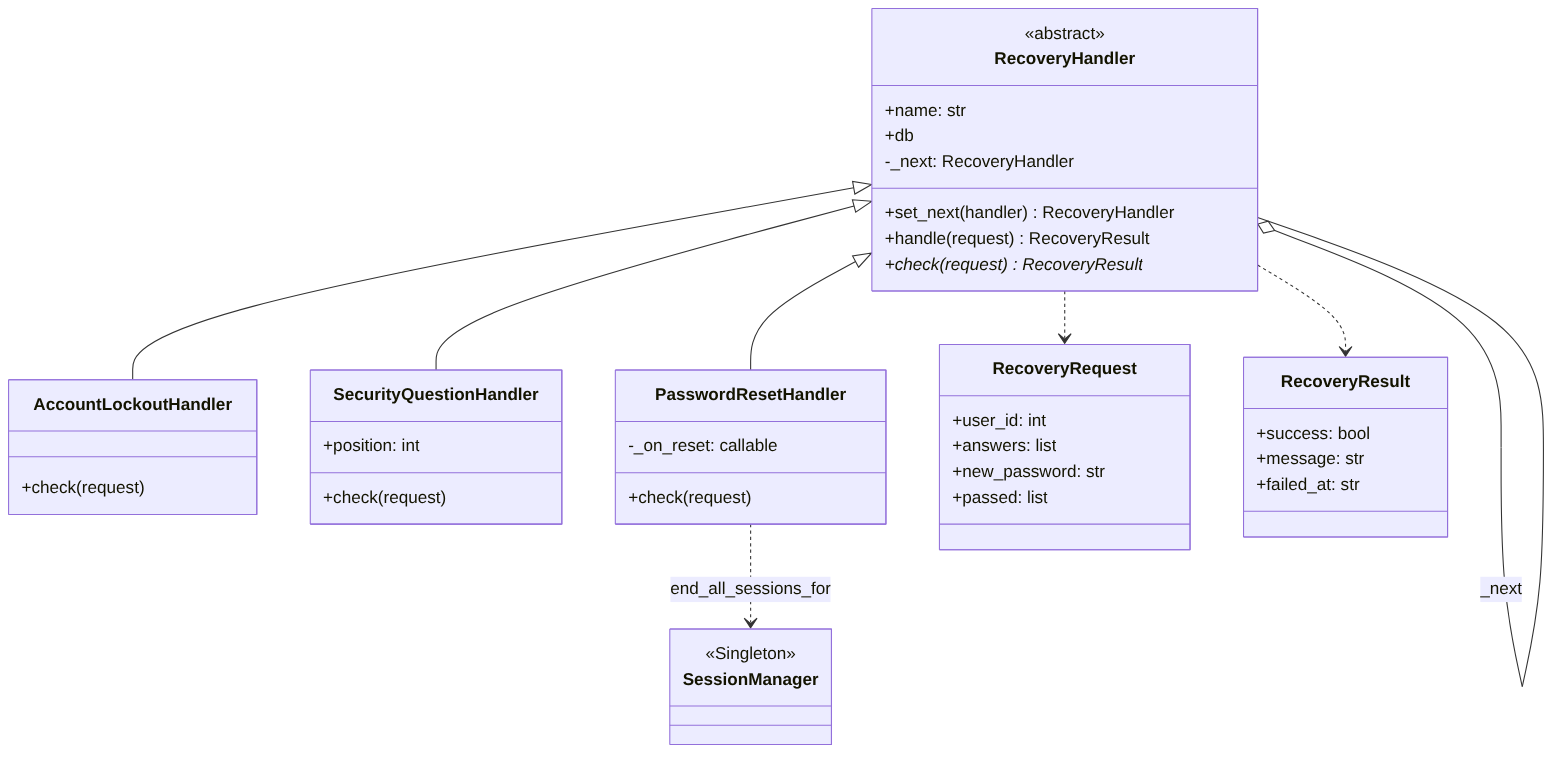 «abstract»
RecoveryHandler
+name: str
+db
-_next: RecoveryHandler
+set_next(handler) : RecoveryHandler
+handle(request) : RecoveryResult
+check(request) : RecoveryResult
AccountLockoutHandler
+check(request)
SecurityQuestionHandler
+position: int
+check(request)
PasswordResetHandler
-_on_reset: callable
+check(request)
RecoveryRequest
+user_id: int
+answers: list
+new_password: str
+passed: list
RecoveryResult
+success: bool
+message: str
+failed_at: str
end_all_sessions_for
_next
«Singleton»
SessionManager